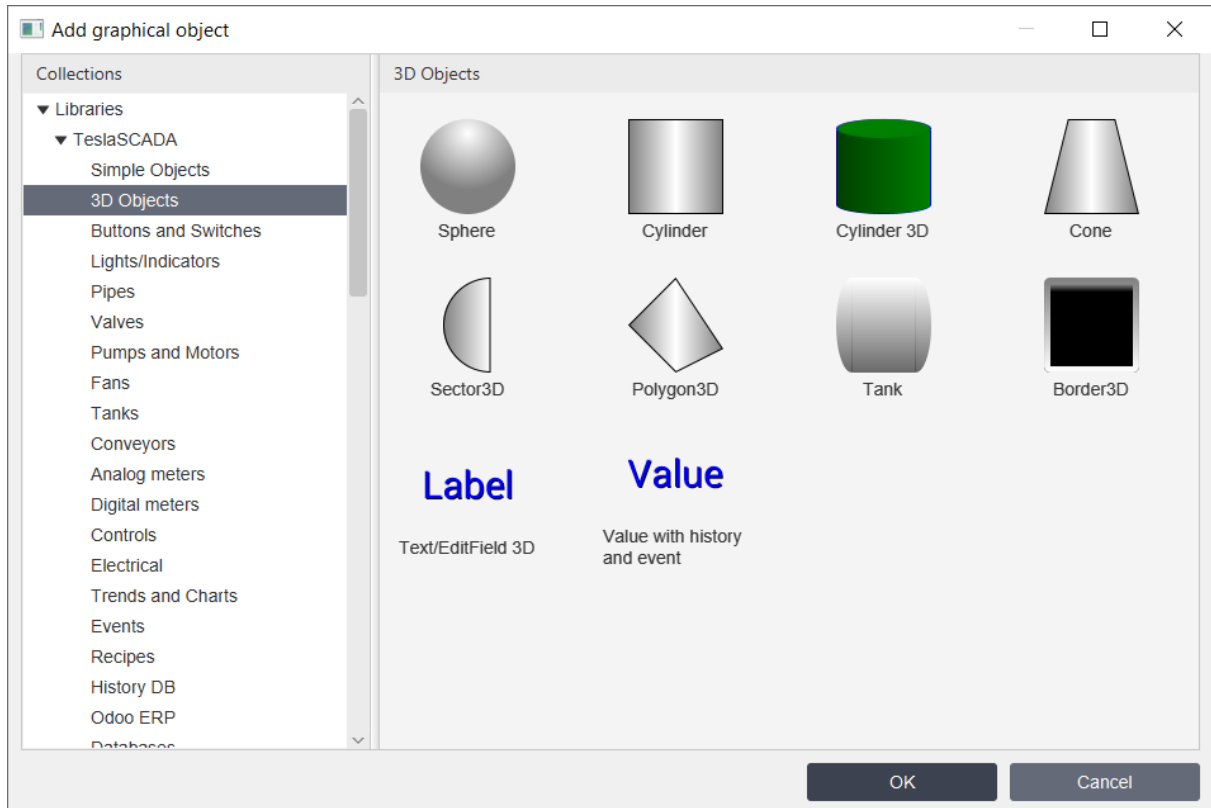 Add graphical object
Collections
Libraries
TeslaSCADA
Simple Objects
3D Objects
Buttons and Switches
Lights/Indicators
Pipes
Valves
Pumps and Motors
Fans
Tanks
Conveyors
Analog meters
Digital meters
Controls
Electrical
Trends and Charts
Events
Recipes
History DB
Odoo ERP
Databases
3D Objects
Sphere
Cylinder
Cylinder 3D
Cone
Sector3D
Polygon3D
Tank
Border3D
Label
Text/EditField 3D
Value
Value with history
and event
OK
Cancel